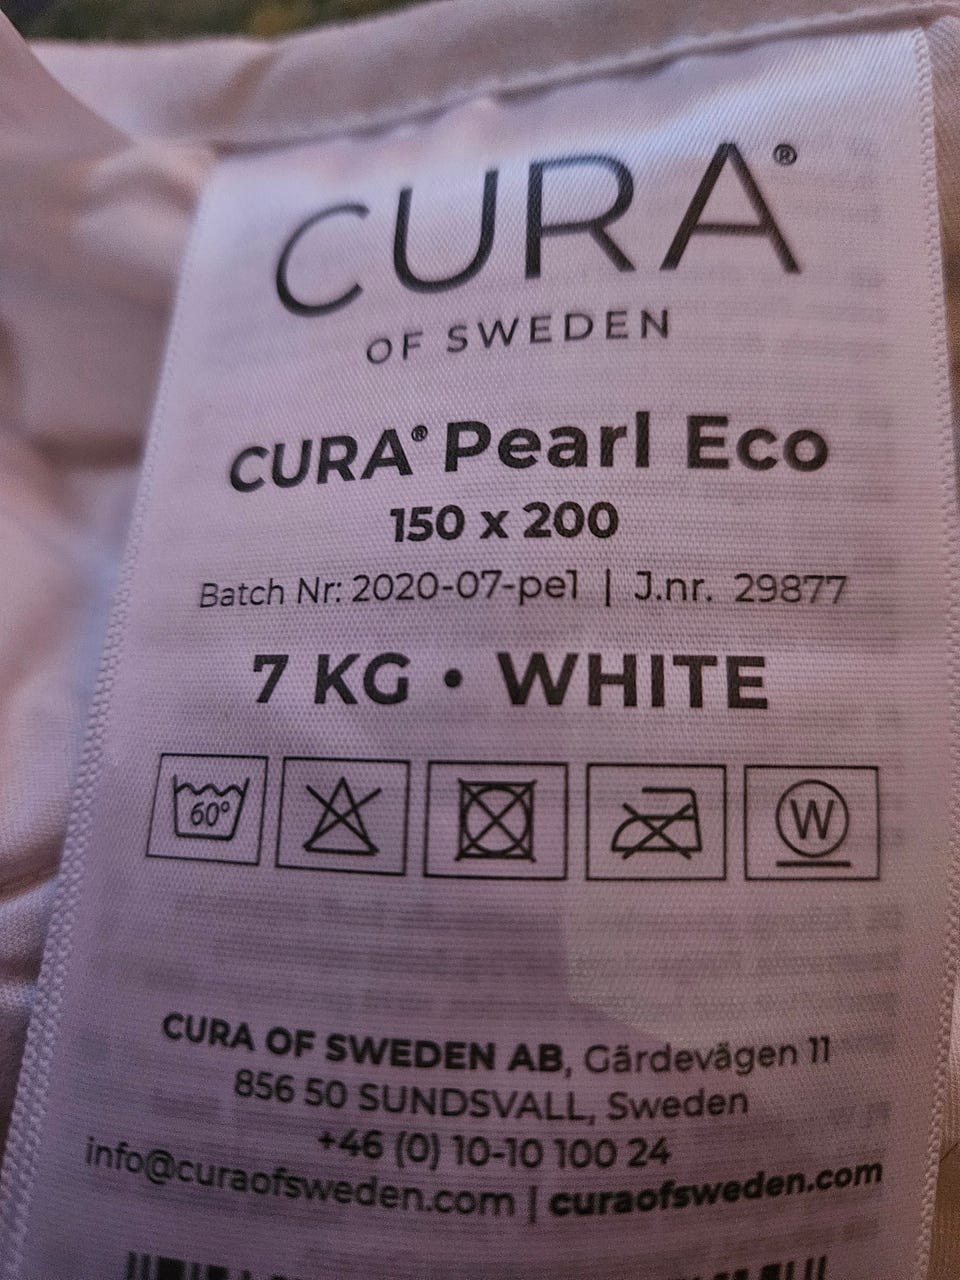 CURA®
OF SWEDEN
CURA® Pearl Eco
150 x 200
Batch Nr: 2020-07-pe1 | J.nr. 29877
7 KG • WHITE
60° W
CURA OF SWEDEN AB, Gärdevägen 11
856 50 SUNDSVALL, Sweden
+46 (0) 10-10 100 24
info@curaofsweden.com | curaofsweden.com